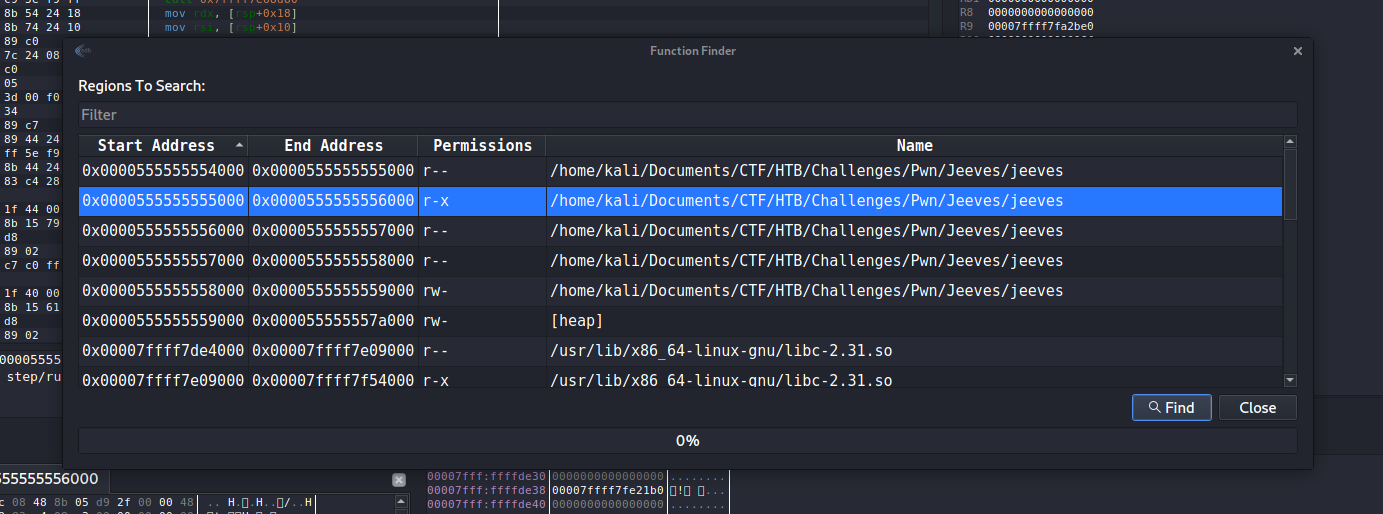 8b 54 24 18 mov rdx, [rsp+0x18] R8 0000000000000000
8b 74 24 10 mov rsi, [rsp+0x10] R9 00007ffff7fa2be0
89 c0
7c 24 08
c0
05
3d 00 f0
34
89 c7
89 44 24
ff 5e f9
8b 44 24
83 c4 28
1f 44 00
8b 15 79
d8
89 02
c7 c0 ff
1f 40 00
8b 15 61
d8
89 02
00005555
step/ru
Function Finder
Regions To Search:
Filter
Start Address End Address Permissions Name
0x0000555555554000 0x0000555555555000 r-- /home/kali/Documents/CTF/HTB/Challenges/Pwn/Jeeves/jeeves
0x0000555555555000 0x0000555555556000 r-x /home/kali/Documents/CTF/HTB/Challenges/Pwn/Jeeves/jeeves
0x0000555555556000 0x0000555555557000 r-- /home/kali/Documents/CTF/HTB/Challenges/Pwn/Jeeves/jeeves
0x0000555555557000 0x0000555555558000 r-- /home/kali/Documents/CTF/HTB/Challenges/Pwn/Jeeves/jeeves
0x0000555555558000 0x0000555555559000 rw- /home/kali/Documents/CTF/HTB/Challenges/Pwn/Jeeves/jeeves
0x0000555555559000 0x000055555557a000 rw- [heap]
0x00007ffff7de4000 0x00007ffff7e09000 r-- /usr/lib/x86_64-linux-gnu/libc-2.31.so
0x00007ffff7e09000 0x00007ffff7f54000 r-x /usr/lib/x86_64-linux-gnu/libc-2.31.so
Find Close
0%
55555556000
00007fff:ffffde30 0000000000000000 ........
00007fff:ffffde38 00007ffff7fe21b0
00007fff:ffffde40 0000000000000000 ........
08 48 8b 05 d9 2f 00 00 48